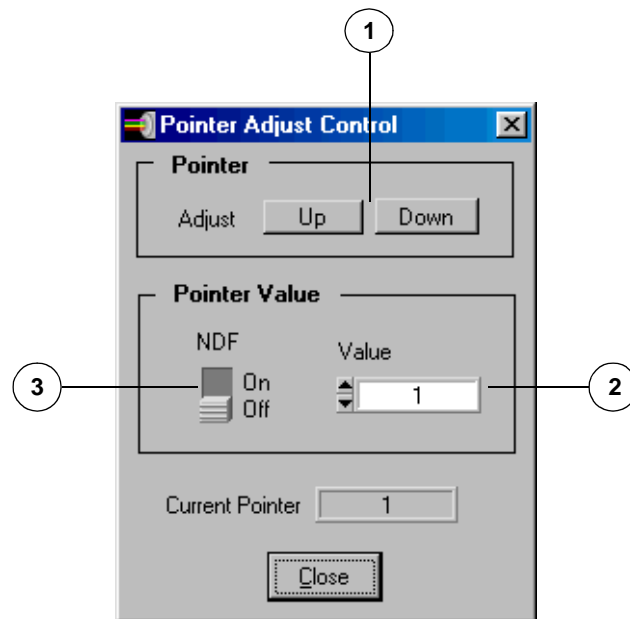 1
Pointer Adjust Control
Pointer
Adjust Up Down
Pointer Value
NDF
Value
3
On
1
2
Off
Current Pointer 1
Close